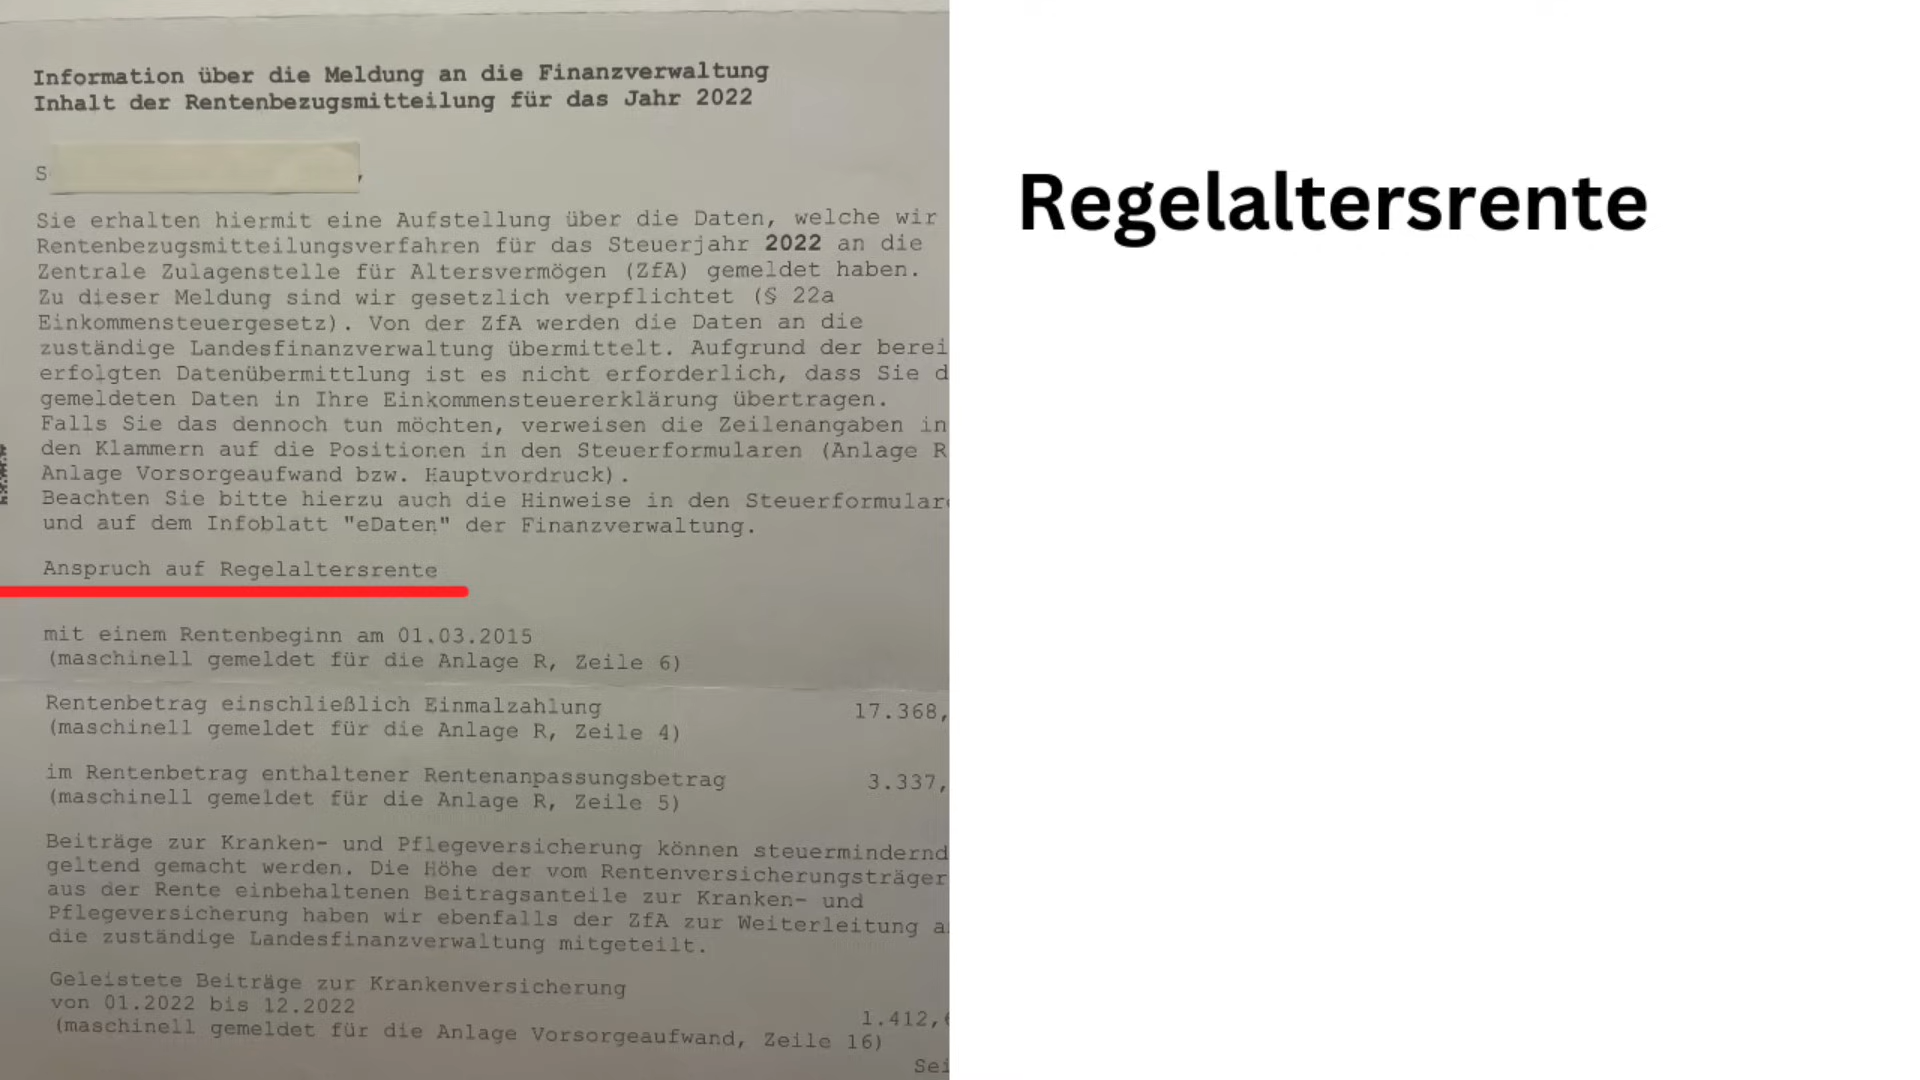 Information über die Meldung an die Finanzverwaltung
Inhalt der Rentenbezugsmitteilung für das Jahr 2022
S
Sie erhalten hiermit eine Aufstellung über die Daten, welche wir
Rentenbezugsmitteilungsverfahren für das Steuerjahr 2022 an die
Zentrale Zulagenstelle für Altersvermögen (ZfA) gemeldet haben.
Zu dieser Meldung sind wir gesetzlich verpflichtet (§ 22a
Einkommensteuergesetz). Von der ZfA werden die Daten an die
zuständige Landesfinanzverwaltung übermittelt. Aufgrund der berei
erfolgten Datenübermittlung ist es nicht erforderlich, dass Sie d
gemeldeten Daten in Ihre Einkommensteuererklärung übertragen.
Falls Sie das dennoch tun möchten, verweisen die Zeilenangaben in
den Klammern auf die Positionen in den Steuerformularen (Anlage R
Anlage Vorsorgeaufwand bzw. Hauptvordruck).
Beachten Sie bitte hierzu auch die Hinweise in den Steuerformular
und auf dem Infoblatt "eDaten" der Finanzverwaltung.
Anspruch auf Regelaltersrente
mit einem Rentenbeginn am 01.03.2015
(maschinell gemeldet für die Anlage R, Zeile 6)
Rentenbetrag einschließlich Einmalzahlung 17.368,
(maschinell gemeldet für die Anlage R, Zeile 4)
im Rentenbetrag enthaltener Rentenanpassungsbetrag 3.337,
(maschinell gemeldet für die Anlage R, Zeile 5)
Beiträge zur Kranken- und Pflegeversicherung können steuermindernd
geltend gemacht werden. Die Höhe der vom Rentenversicherungsträger
aus der Rente einbehaltenen Beitragsanteile zur Kranken- und
Pflegeversicherung haben wir ebenfalls der ZfA zur Weiterleitung a
die zuständige Landesfinanzverwaltung mitgeteilt.
Geleistete Beiträge zur Krankenversicherung
von 01.2022 bis 12.2022 1.412,
(maschinell gemeldet für die Anlage Vorsorgeaufwand, Zeile 16)
Sei
Regelaltersrente